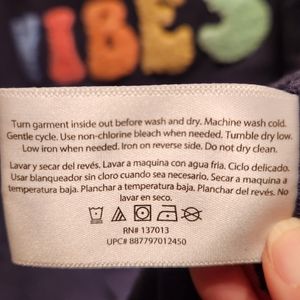 VIBES
Turn garment inside out before wash and dry. Machine wash cold.
Gentle cycle. Use non-chlorine bleach when needed. Tumble dry low.
Low iron when needed. Iron on reverse side. Do not dry clean.
Lavar y secar del revés. Lavar a maquina con agua fria. Ciclo delicado.
Usar blanqueador sin cloro cuando sea necesario. Secar a maquina a
temperatura baja. Planchar a temperatura baja. Planchar al revés. No
lavar en seco.
RN# 137013
UPC# 887797012450